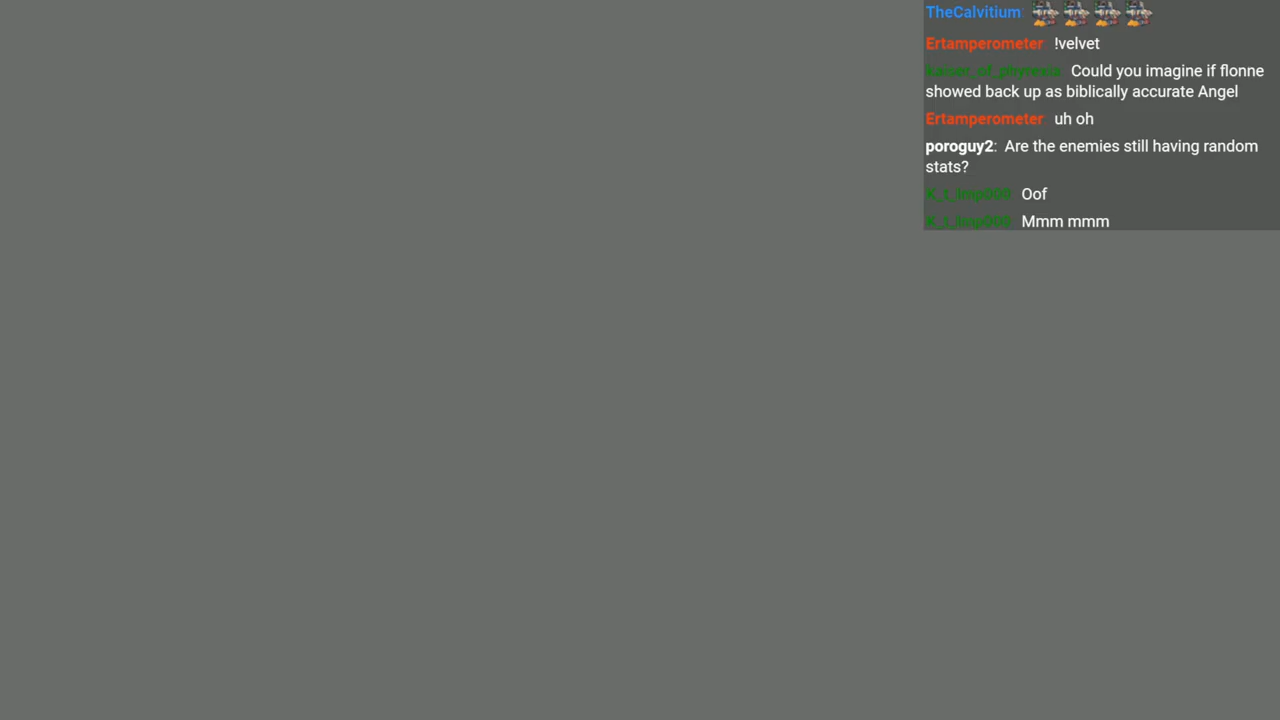 TheCalvitium
Ertamperometer !velvet
kaiser_of_phyrexia Could you imagine if flonne
showed back up as biblically accurate Angel
Ertamperometer uh oh
poroguy2: Are the enemies still having random
stats?
Oof
Mmm mmm